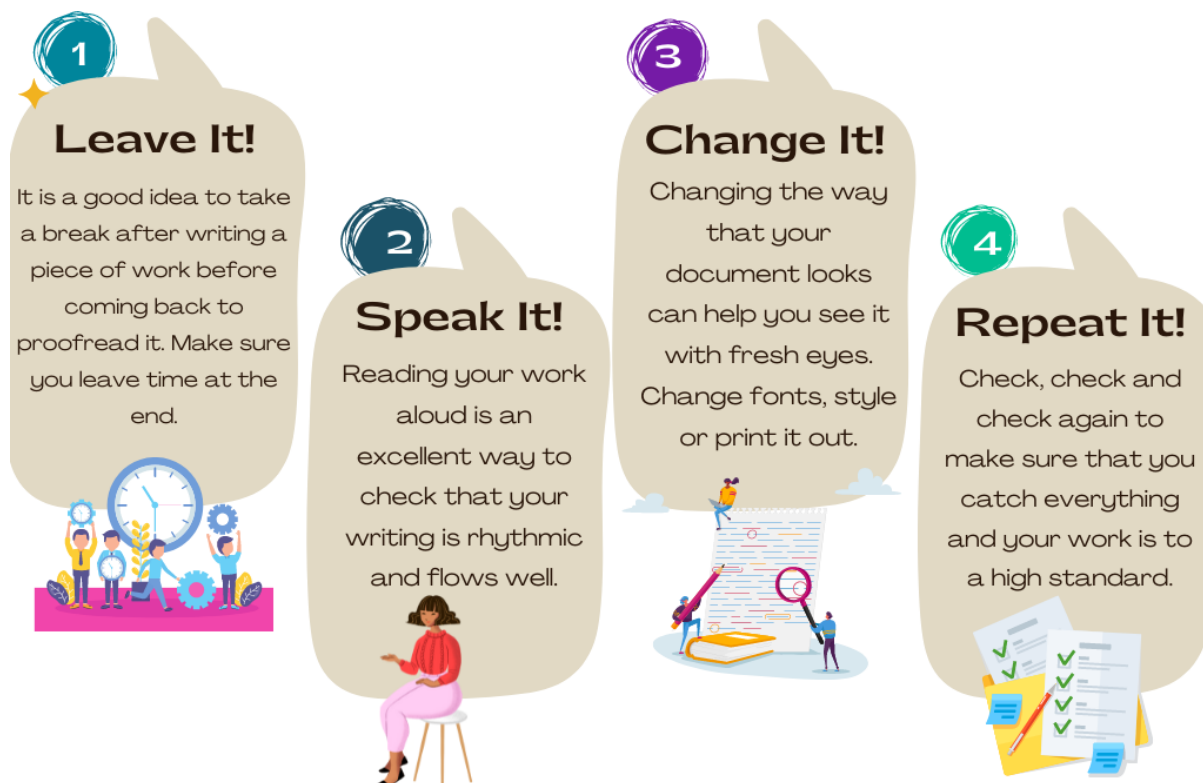 1
Leave It!
It is a good idea to take
a break after writing a
piece of work before
coming back to
proofread it. Make sure
you leave time at the
end.
2
Speak It!
Reading your work
aloud is an
excellent way to
check that your
writing is rhythmic
and flows well.
3
Change It!
Changing the way
that your
document looks
can help you see it
with fresh eyes.
Change fonts, style
or print it out.
4
Repeat It!
Check, check and
check again to
make sure that you
catch everything
and your work is to
a high standard.